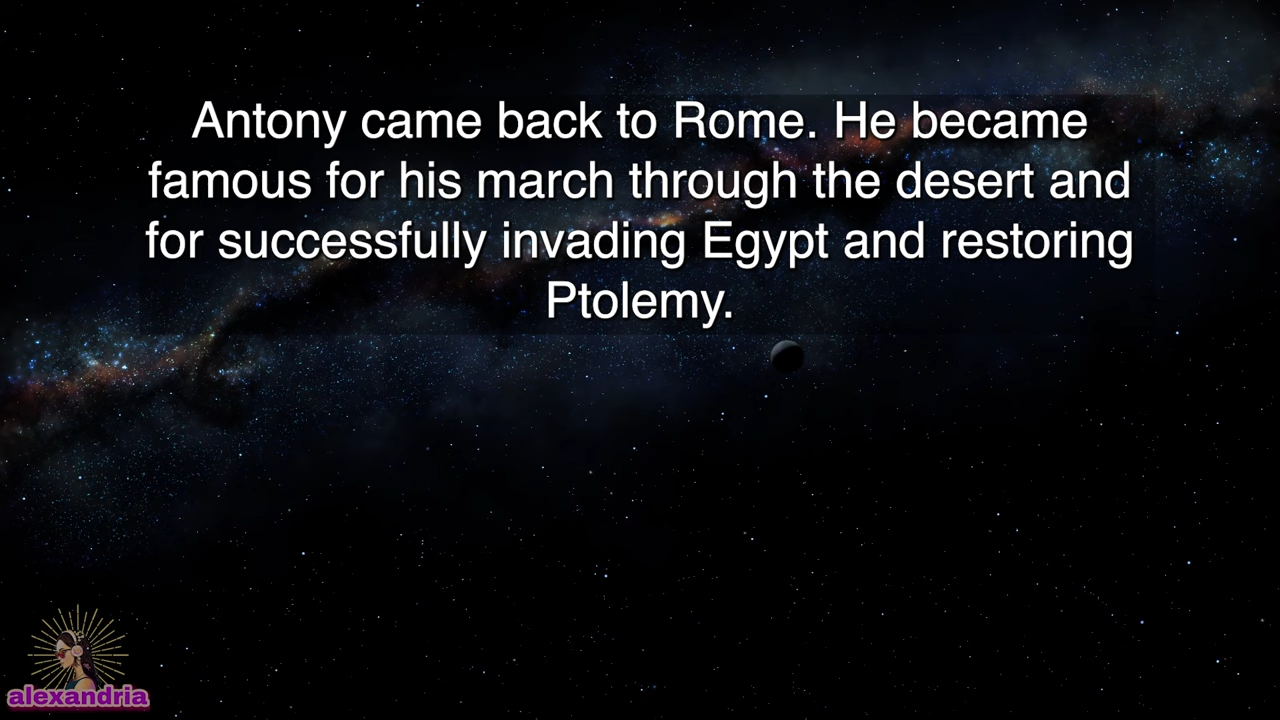 Antony came back to Rome. He became
famous for his march through the desert and
for successfully invading Egypt and restoring
Ptolemy.
alexandria